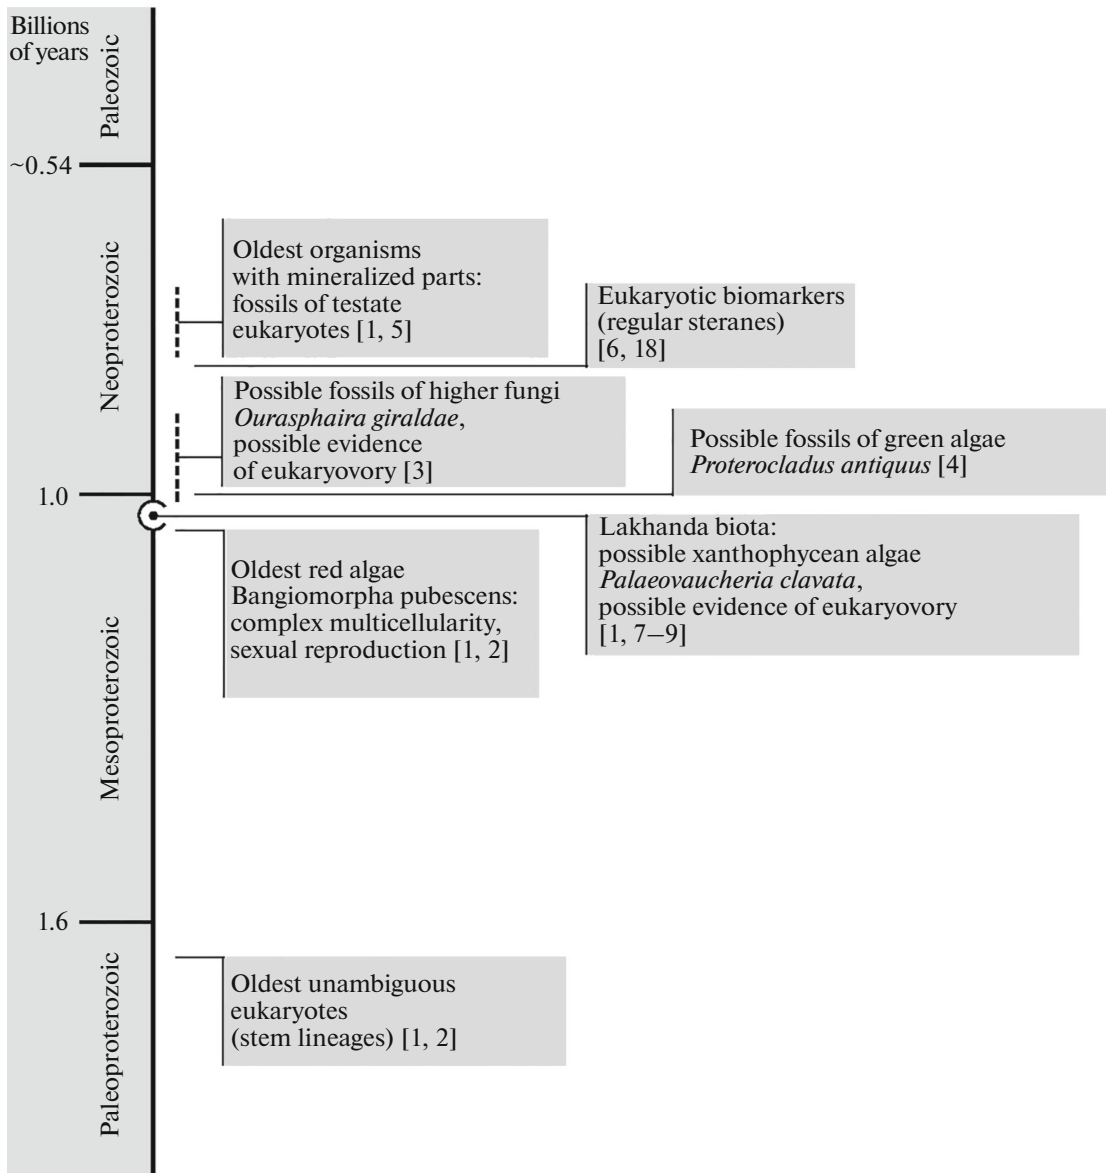 Billions
of years
Paleozoic
~0.54
Neoproterozoic
Oldest organisms
with mineralized parts:
fossils of testate
eukaryotes [1, 5]
Eukaryotic biomarkers
(regular steranes)
[6, 18]
Possible fossils of higher fungi
Ourasphaira giraldae,
possible evidence
of eukaryovory [3]
Possible fossils of green algae
Proterocladus antiquus [4]
1.0
Lakhanda biota:
possible xanthophycean algae
Palaeovaucheria clavata,
possible evidence of eukaryovory
[1, 7–9]
Oldest red algae
Bangiomorpha pubescens:
complex multicellularity,
sexual reproduction [1, 2]
Mesoproterozoic
1.6
Paleoproterozoic
Oldest unambiguous
eukaryotes
(stem lineages) [1, 2]